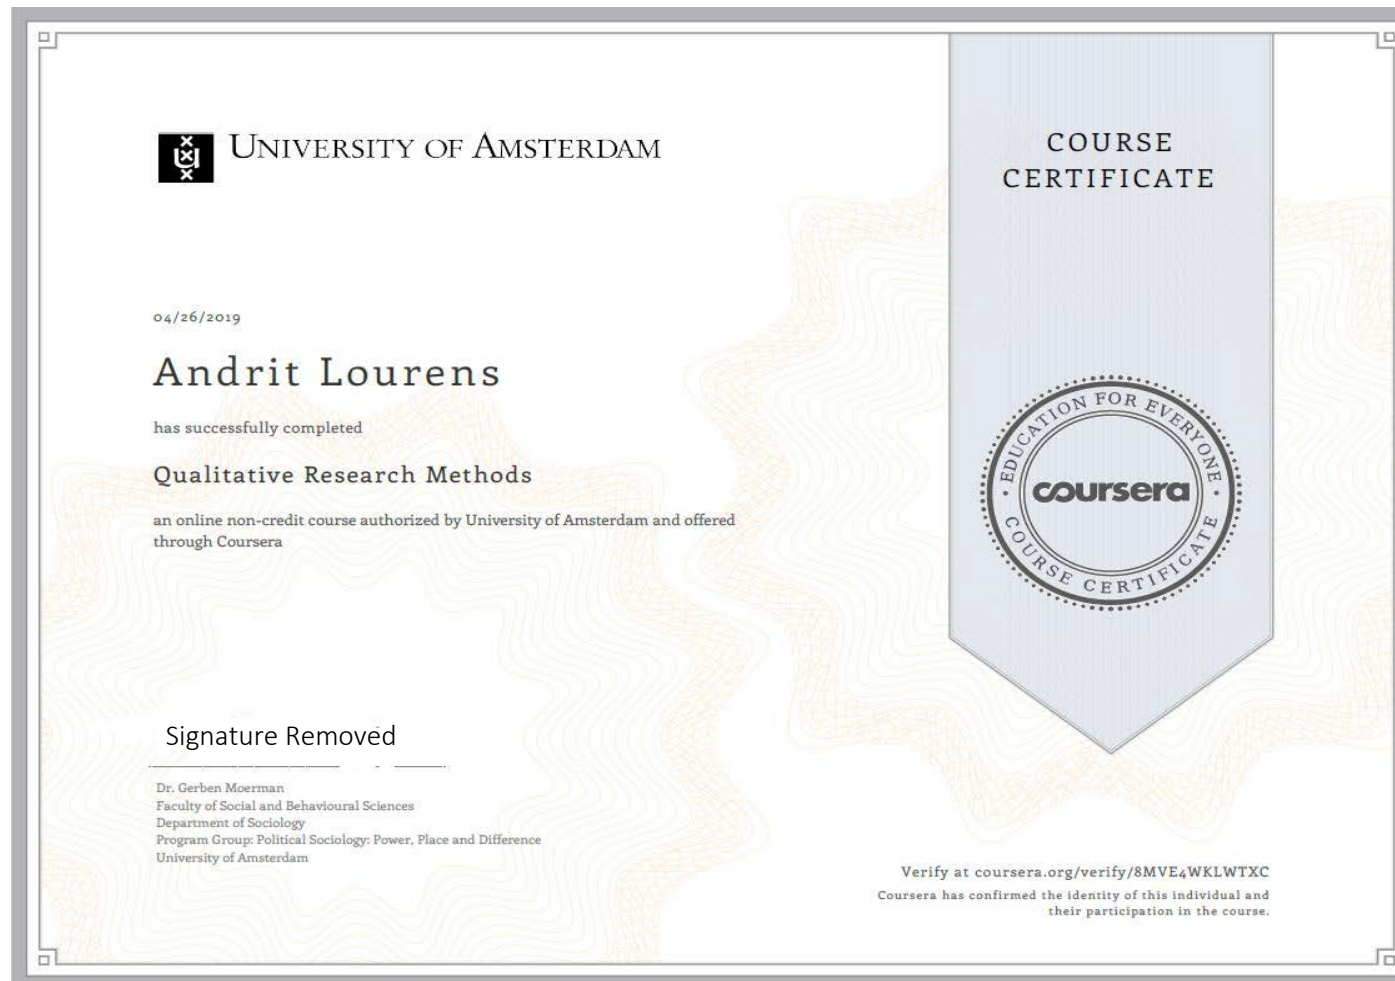 UNIVERSITY OF AMSTERDAM
COURSE
CERTIFICATE
04/26/2019
Andrit Lourens
has successfully completed
Qualitative Research Methods
an online non-credit course authorized by University of Amsterdam and offered
through Coursera
EDUCATION FOR EVERYONE
coursera
COURSE CERTIFICATE
Signature Removed
Dr. Gerben Moerman
Faculty of Social and Behavioural Sciences
Department of Sociology
Program Group: Political Sociology: Power, Place and Difference
University of Amsterdam
Verify at coursera.org/verify/8MVE4WKLWTXC
Coursera has confirmed the identity of this individual and
their participation in the course.